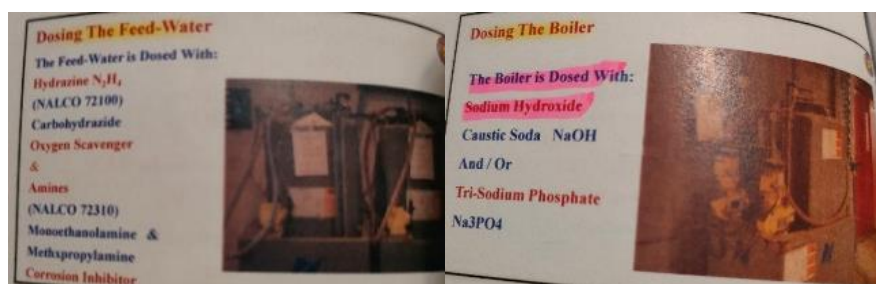 Dosing The Feed-Water
The Feed-Water is Dosed With:
Hydrazine N₂H₄
(NALCO 72100)
Carbohydrazide
Oxygen Scavenger
&
Amines
(NALCO 72310)
Monoethanolamine &
Methxpropylamine
Corrosion Inhibitor
Dosing The Boiler
The Boiler is Dosed With:
Sodium Hydroxide
Caustic Soda NaOH
And / Or
Tri-Sodium Phosphate
Na3PO4